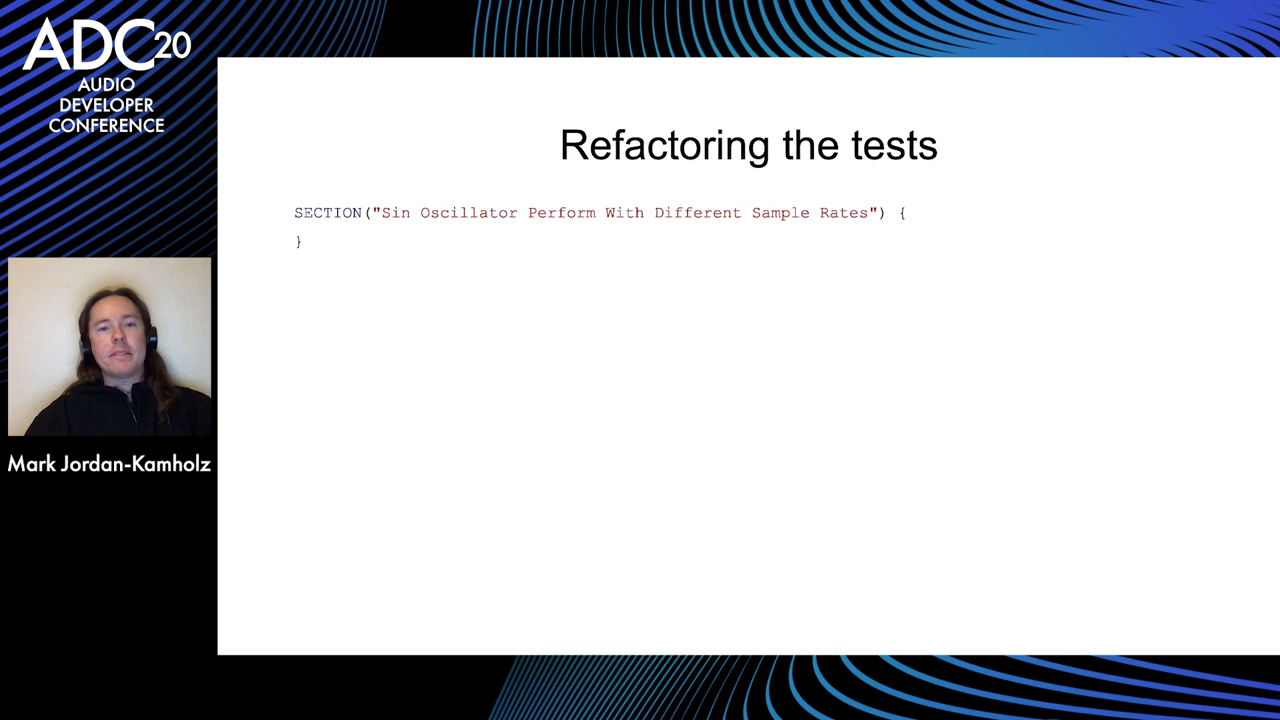 ADC20
AUDIO
DEVELOPER
CONFERENCE
Refactoring the tests
SECTION("Sin Oscillator Perform With Different Sample Rates") {
}
Mark Jordan-Kamholz